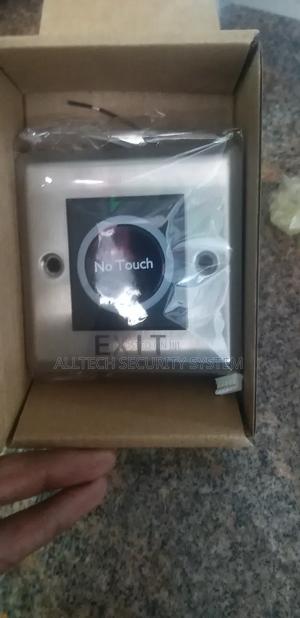 No Touch
EXIT
ALLTECH SECURITY SYSTEM